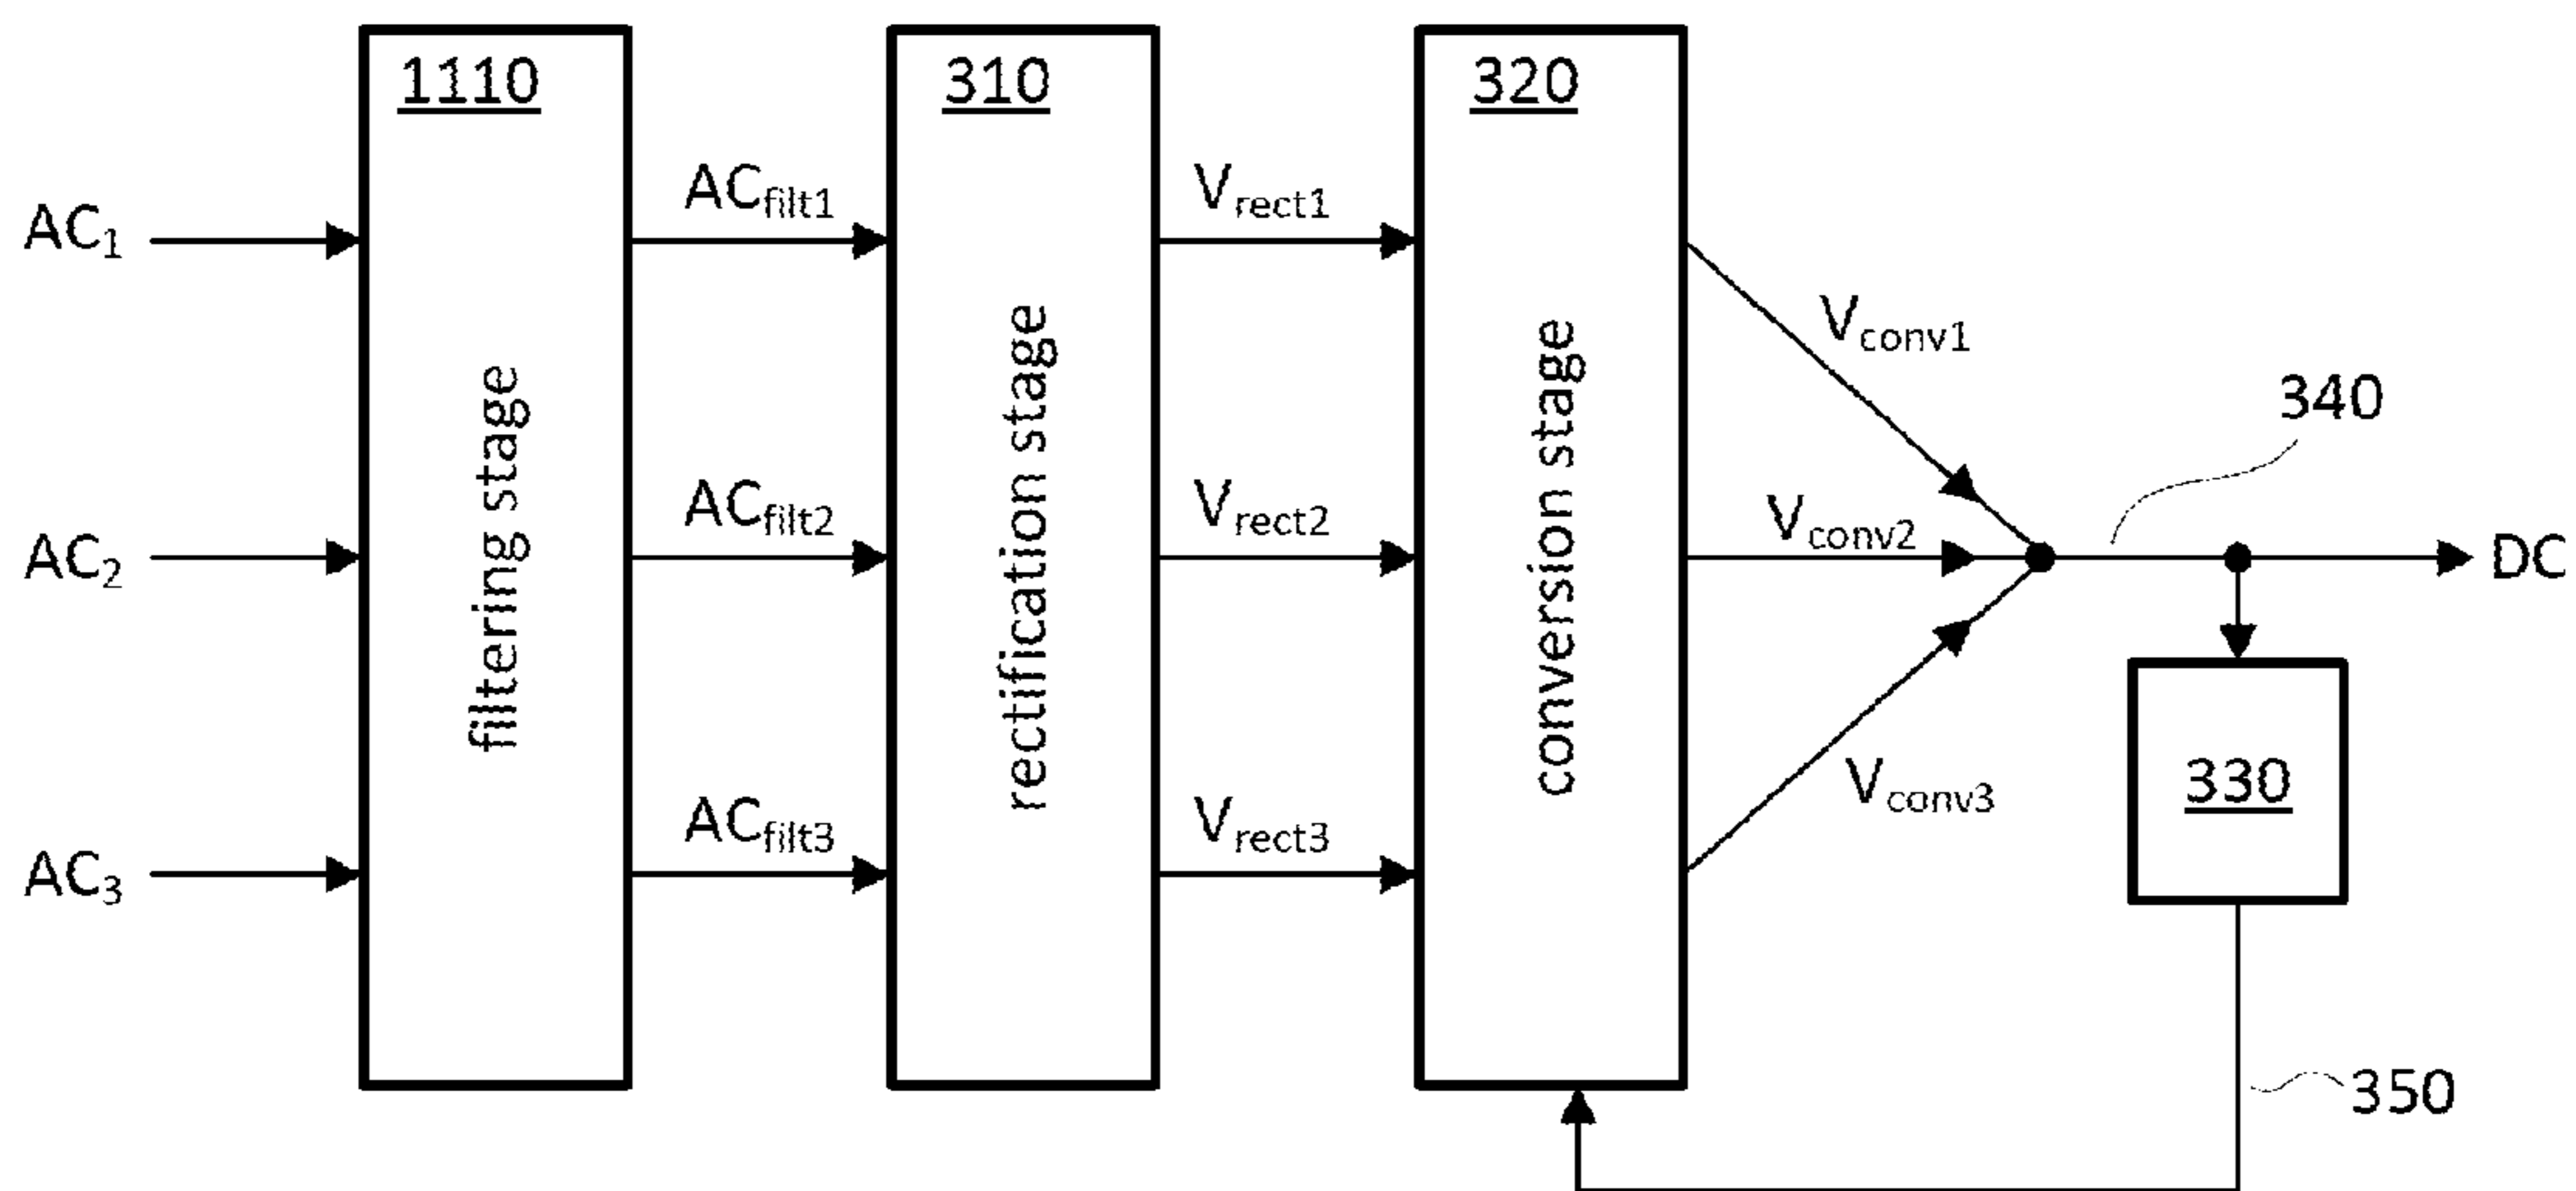 1110
310
320
AC1
ACfilt1
Vrect1
Vconv1
340
AC2
ACfilt2
Vrect2
Vconv2
DC
filtering stage
rectification stage
conversion stage
330
AC3
ACfilt3
Vrect3
Vconv3
350